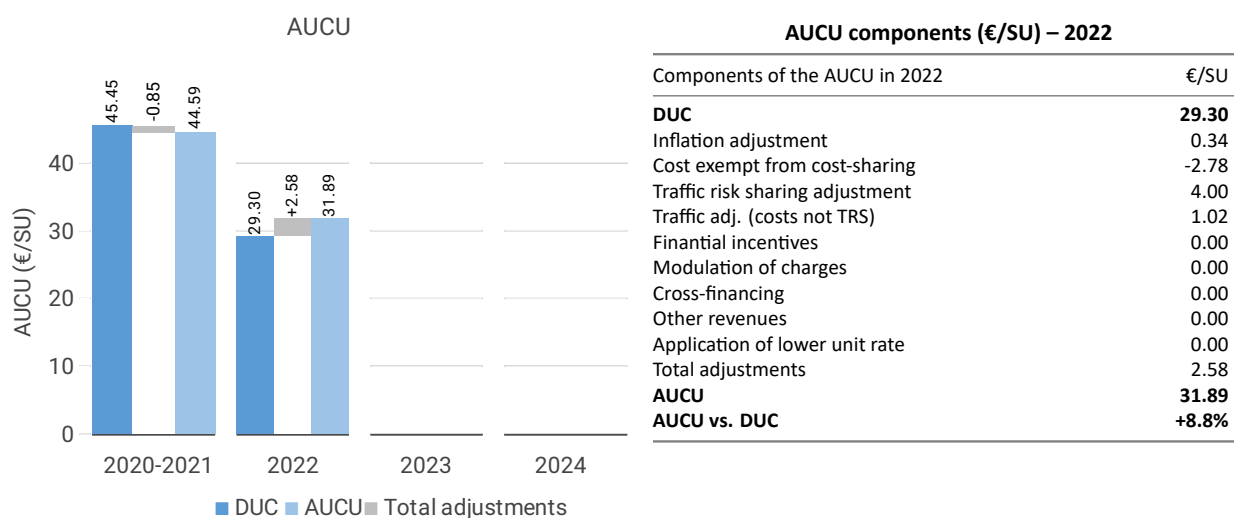 AUCU
AUCU (€/SU)
40
30
20
10
0
45.45
-0.85
44.59
29.30
+2.58
31.89
2020-2021
2022
2023
2024
DUC AUCU Total adjustments
AUCU components (€/SU) – 2022
Components of the AUCU in 2022 €/SU
DUC 29.30
Inflation adjustment 0.34
Cost exempt from cost-sharing -2.78
Traffic risk sharing adjustment 4.00
Traffic adj. (costs not TRS) 1.02
Finantial incentives 0.00
Modulation of charges 0.00
Cross-financing 0.00
Other revenues 0.00
Application of lower unit rate 0.00
Total adjustments 2.58
AUCU 31.89
AUCU vs. DUC +8.8%